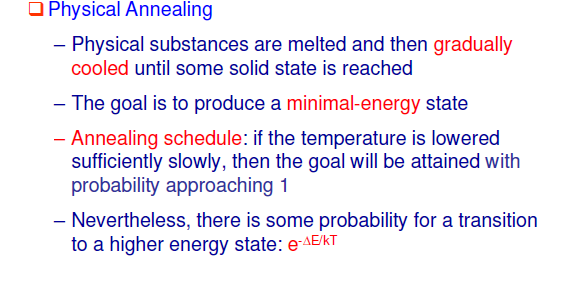 ❑ Physical Annealing
– Physical substances are melted and then gradually
cooled until some solid state is reached
– The goal is to produce a minimal-energy state
– Annealing schedule: if the temperature is lowered
sufficiently slowly, then the goal will be attained with
probability approaching 1
– Nevertheless, there is some probability for a transition
to a higher energy state: e^-ΔE/kT